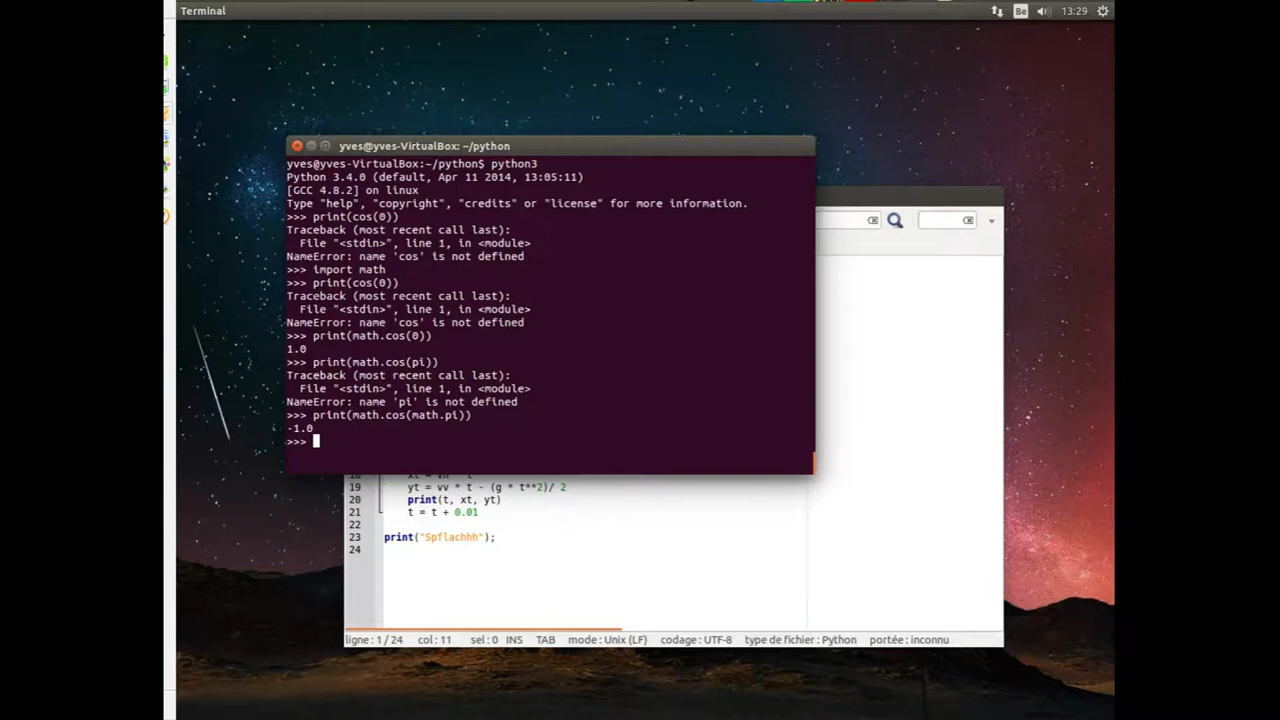 Terminal
Be
13:29
yves@yves-VirtualBox: ~/python
yves@yves-VirtualBox:~/python$ python3
Python 3.4.0 (default, Apr 11 2014, 13:05:11)
[GCC 4.8.2] on linux
Type "help", "copyright", "credits" or "license" for more information.
>>> print(cos(0))
Traceback (most recent call last):
  File "<stdin>", line 1, in <module>
NameError: name 'cos' is not defined
>>> import math
>>> print(cos(0))
Traceback (most recent call last):
  File "<stdin>", line 1, in <module>
NameError: name 'cos' is not defined
>>> print(math.cos(0))
1.0
>>> print(math.cos(pi))
Traceback (most recent call last):
  File "<stdin>", line 1, in <module>
NameError: name 'pi' is not defined
>>> print(math.cos(math.pi))
-1.0
>>>
19 yt = vv * t - (g * t**2)/ 2
20 print(t, xt, yt)
21 t = t + 0.01
22
23 print("Spflachhh");
24
ligne : 1 / 24 col : 11 sel : 0 INS TAB mode : Unix (LF) codage : UTF-8 type de fichier : Python portée : inconnu